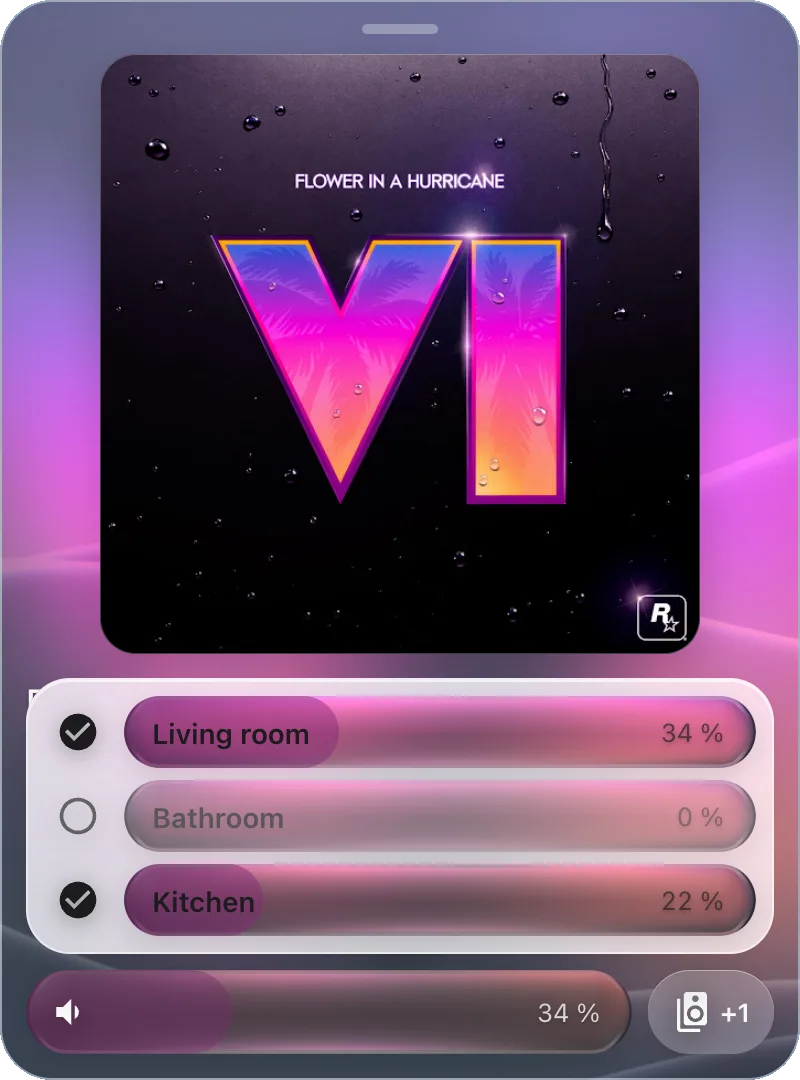 FLOWER IN A HURRICANE
VI
R
Living room
34 %
Bathroom
0 %
Kitchen
22 %
34 %
+1